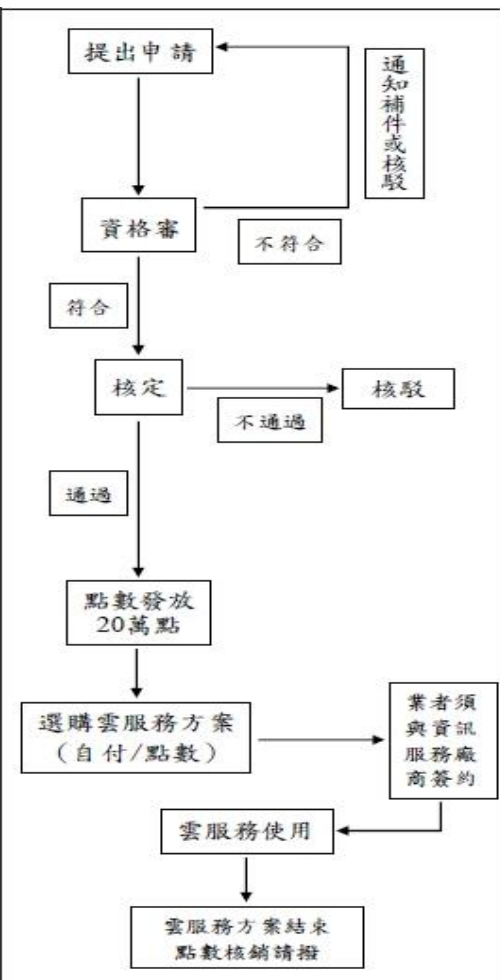 提出申請
通知補件或核駁
資格審
不符合
符合
核定
核駁
不通過
通過
點數發放
20萬點
選購雲服務方案
(自付/點數)
業者須
與資訊
服務廠
商簽約
雲服務使用
雲服務方案結束
點數核銷請撥